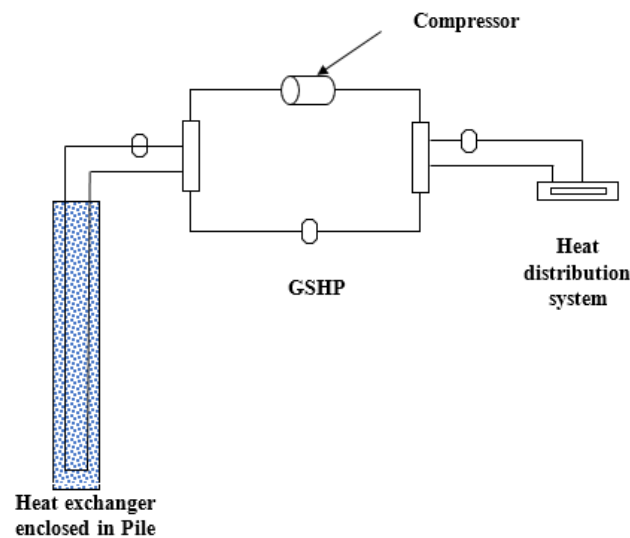 Compressor
GSHP
Heat
distribution
system
Heat exchanger
enclosed in Pile